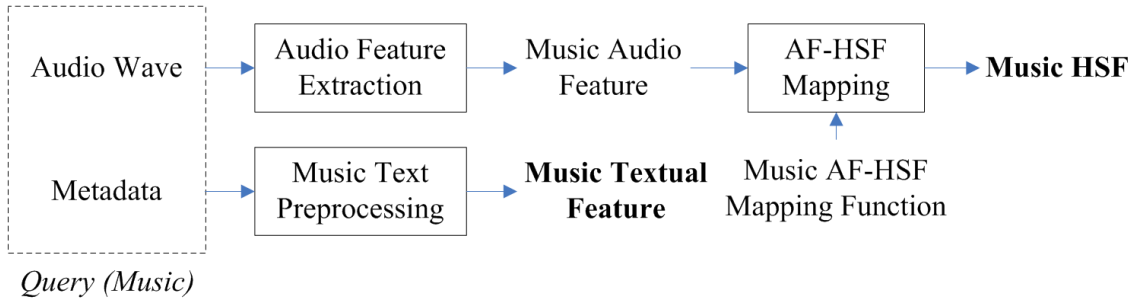 Audio Wave
Audio Feature
Extraction
Music Audio
Feature
AF-HSF
Mapping
Music HSF
Metadata
Music Text
Preprocessing
Music Textual
Feature
Music AF-HSF
Mapping Function
Query (Music)